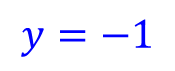 y = −1